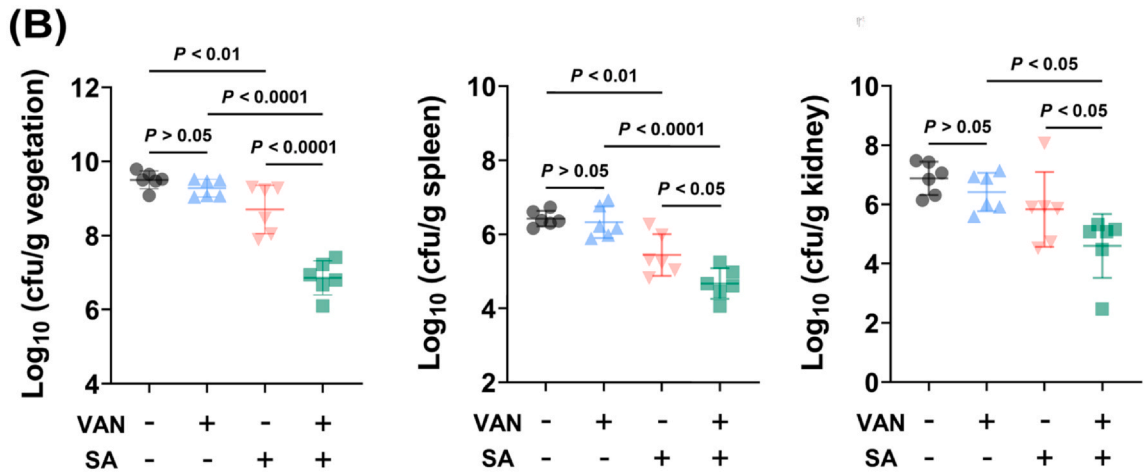 (B)
Log10 (cfu/g vegetation)
12
10
8
6
4
P < 0.01
P < 0.0001
P > 0.05
P < 0.0001
VAN - + - +
SA - - + +
Log10 (cfu/g spleen)
10
8
6
4
2
P < 0.01
P < 0.0001
P > 0.05
P < 0.05
- + - +
- - + +
Log10 (cfu/g kidney)
10
8
6
4
2
0
P < 0.05
P > 0.05
P < 0.05
VAN - + - +
SA - - + +